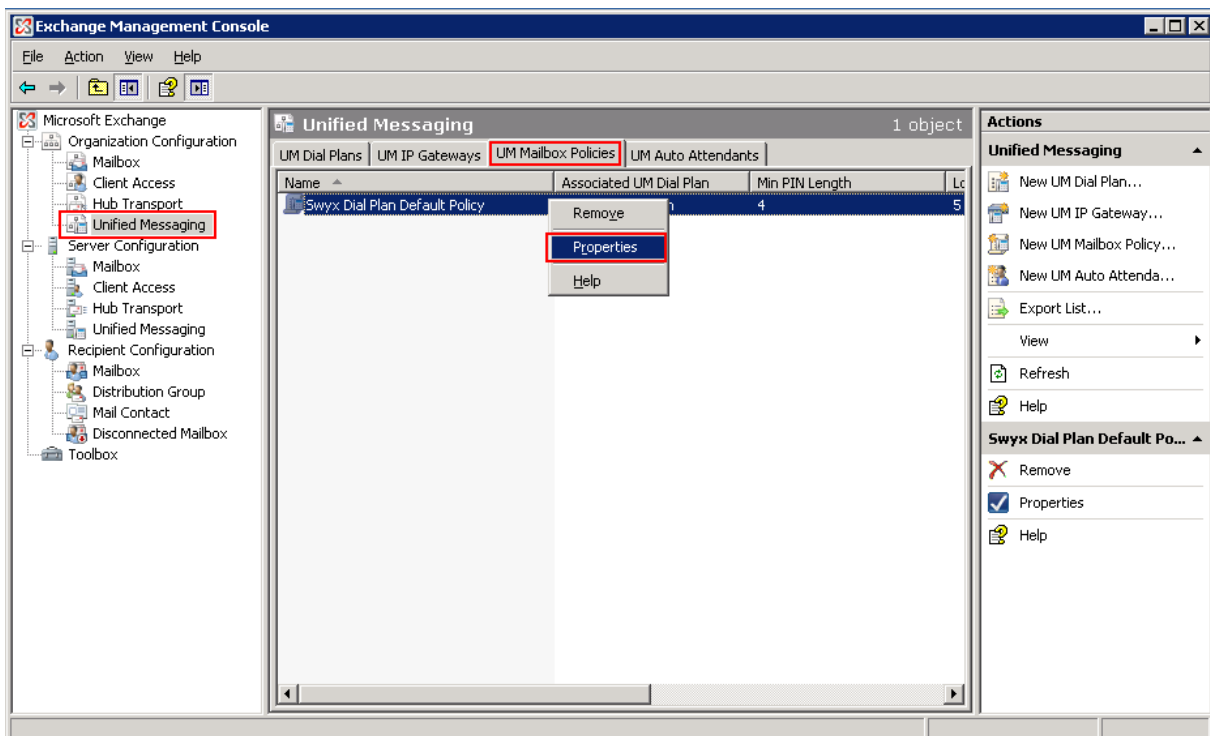 Exchange Management Console
File Action View Help
Microsoft Exchange
Organization Configuration
Mailbox
Client Access
Hub Transport
Unified Messaging
Server Configuration
Mailbox
Client Access
Hub Transport
Unified Messaging
Recipient Configuration
Mailbox
Distribution Group
Mail Contact
Disconnected Mailbox
Toolbox
Unified Messaging 1 object
UM Dial Plans UM IP Gateways UM Mailbox Policies UM Auto Attendants
Name Associated UM Dial Plan Min PIN Length Lo
Swyx Dial Plan Default Policy 4 5
Remove
Properties
Help
Actions
Unified Messaging
New UM Dial Plan...
New UM IP Gateway...
New UM Mailbox Policy...
New UM Auto Attenda...
Export List...
View
Refresh
Help
Swyx Dial Plan Default Po...
Remove
Properties
Help